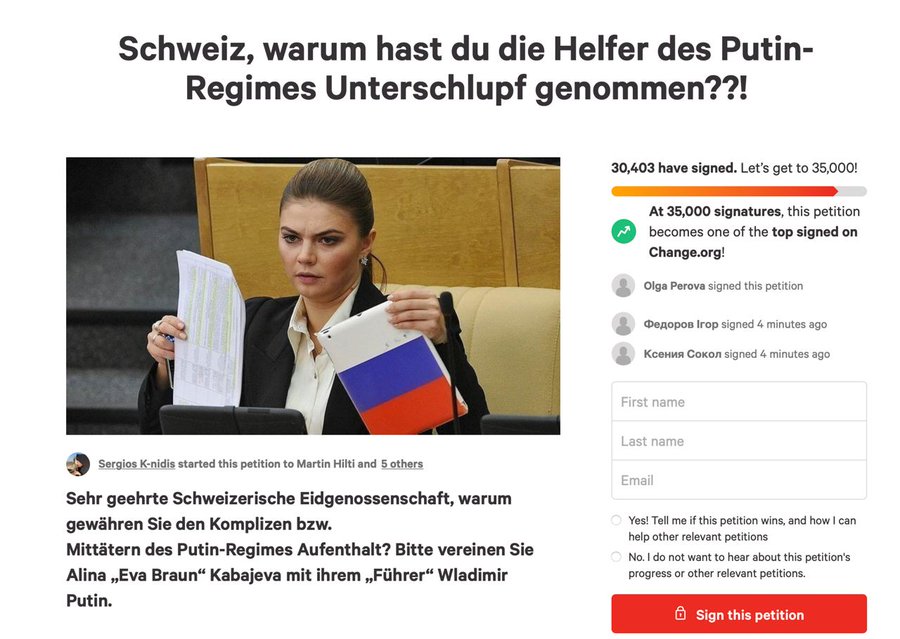 Schweiz, warum hast du die Helfer des Putin-
Regimes Unterschlupf genommen??!
30,403 have signed. Let’s get to 35,000!
At 35,000 signatures, this petition
becomes one of the top signed on
Change.org!
Olga Perova signed this petition
Федоров Ігор signed 4 minutes ago
Ксения Сокол signed 4 minutes ago
First name
Last name
Email
Yes! Tell me if this petition wins, and how I can
help other relevant petitions
No. I do not want to hear about this petition's
progress or other relevant petitions.
Sign this petition
Sergios K-nidis started this petition to Martin Hilti and 5 others
Sehr geehrte Schweizerische Eidgenossenschaft, warum
gewähren Sie den Komplizen bzw.
Mittätern des Putin-Regimes Aufenthalt? Bitte vereinen Sie
Alina „Eva Braun“ Kabajeva mit ihrem „Führer“ Wladimir
Putin.